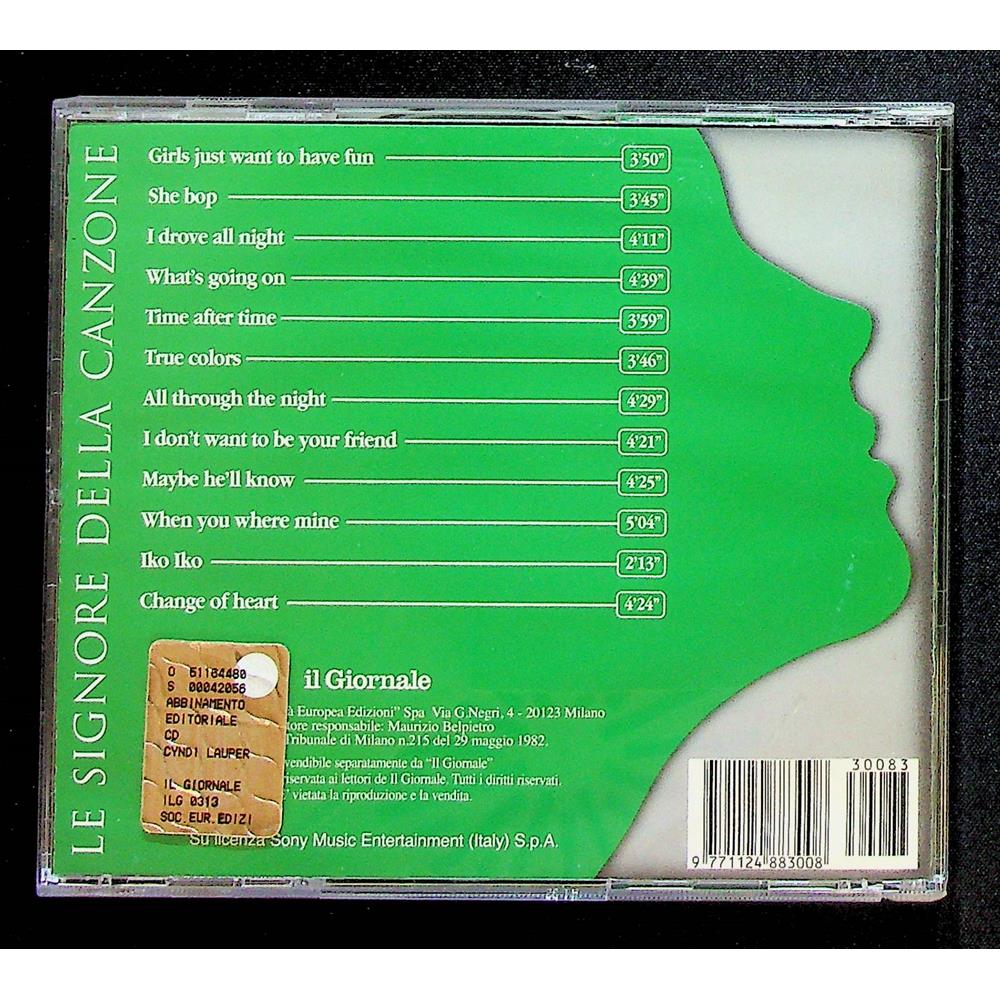 LE SIGNORE DELLA CANZONE
Girls just want to have fun 3'50"
She bop 3'45"
I drove all night 4'11"
What's going on 4'39"
Time after time 3'59"
True colors 3'46"
All through the night 4'29"
I don't want to be your friend 4'21"
Maybe he'll know 4'25"
When you where mine 5'04"
Iko Iko 2'13"
Change of heart 4'24"
O 51164480
S 00042056
ABBINAMENTO
EDITORIALE
CD
CYNDI LAUPER
IL GIORNALE
ILG 0313
SOC.EUR.EDIZI
il Giornale
à Europea Edizioni" Spa Via G.Negri, 4 - 20123 Milano
tore responsabile: Maurizio Belpietro
Tribunale di Milano n.215 del 29 maggio 1982.
vendibile separatamente da "Il Giornale"
riservata ai lettori de Il Giornale. Tutti i diritti riservati.
E' vietata la riproduzione e la vendita.
Su licenza Sony Music Entertainment (Italy) S.p.A.
30083
9 771124 883008